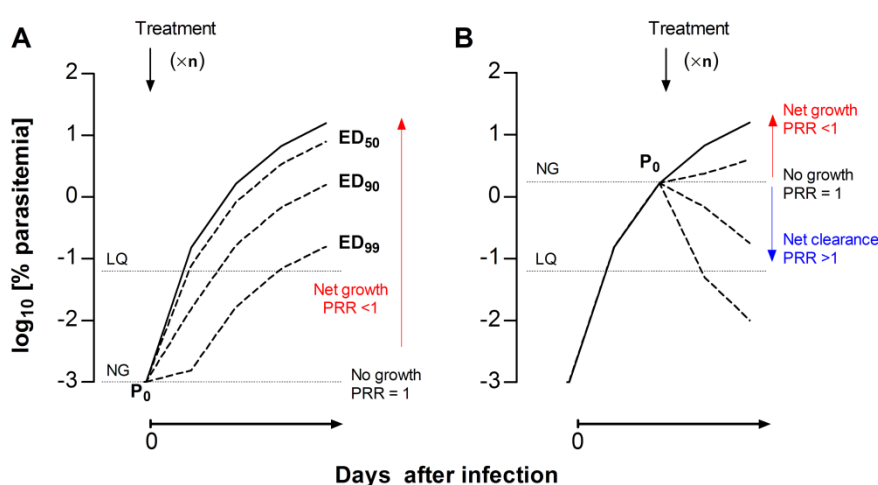 A
Treatment
(×n)
log10 [% parasitemia]
2
1
0
-1
-2
-3
LQ
NG
P0
ED50
ED90
ED99
Net growth
PRR <1
No growth
PRR = 1
0
B
Treatment
(×n)
2
1
0
-1
-2
-3
NG
LQ
P0
Net growth
PRR <1
No growth
PRR = 1
Net clearance
PRR >1
0
Days after infection